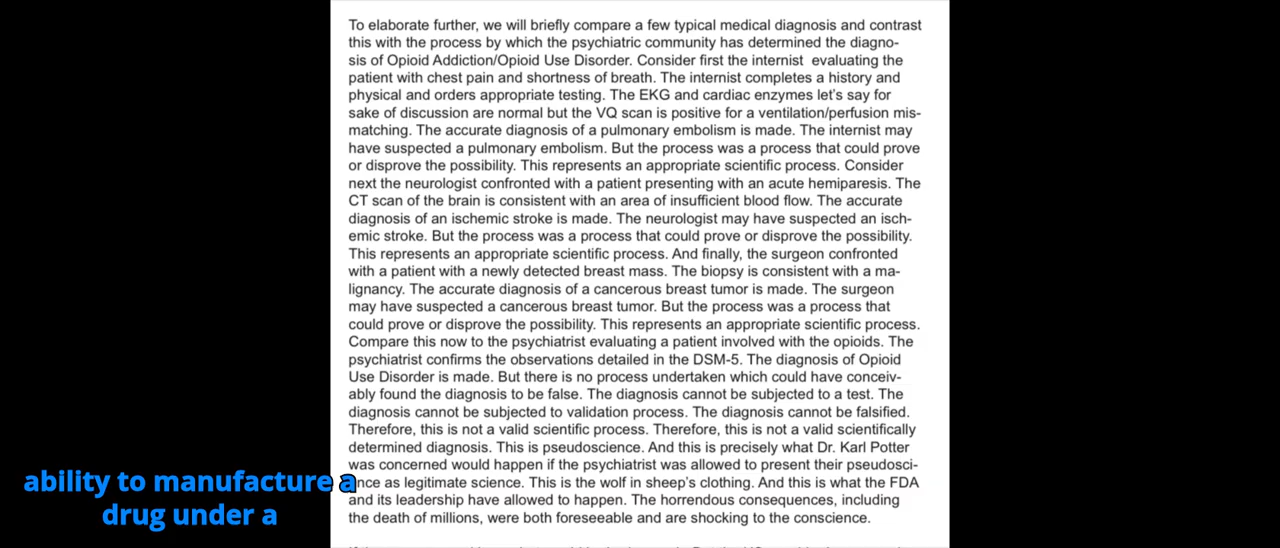 To elaborate further, we will briefly compare a few typical medical diagnosis and contrast
this with the process by which the psychiatric community has determined the diagno-
sis of Opioid Addiction/Opioid Use Disorder. Consider first the internist evaluating the
patient with chest pain and shortness of breath. The internist completes a history and
physical and orders appropriate testing. The EKG and cardiac enzymes let's say for
sake of discussion are normal but the VQ scan is positive for a ventilation/perfusion mis-
matching. The accurate diagnosis of a pulmonary embolism is made. The internist may
have suspected a pulmonary embolism. But the process was a process that could prove
or disprove the possibility. This represents an appropriate scientific process. Consider
next the neurologist confronted with a patient presenting with an acute hemiparesis. The
CT scan of the brain is consistent with an area of insufficient blood flow. The accurate
diagnosis of an ischemic stroke is made. The neurologist may have suspected an isch-
emic stroke. But the process was a process that could prove or disprove the possibility.
This represents an appropriate scientific process. And finally, the surgeon confronted
with a patient with a newly detected breast mass. The biopsy is consistent with a ma-
lignancy. The accurate diagnosis of a cancerous breast tumor is made. The surgeon
may have suspected a cancerous breast tumor. But the process was a process that
could prove or disprove the possibility. This represents an appropriate scientific process.
Compare this now to the psychiatrist evaluating a patient involved with the opioids. The
psychiatrist confirms the observations detailed in the DSM-5. The diagnosis of Opioid
Use Disorder is made. But there is no process undertaken which could have conceiv-
ably found the diagnosis to be false. The diagnosis cannot be subjected to a test. The
diagnosis cannot be subjected to validation process. The diagnosis cannot be falsified.
Therefore, this is not a valid scientific process. Therefore, this is not a valid scientifically
determined diagnosis. This is pseudoscience. And this is precisely what Dr. Karl Potter
was concerned would happen if the psychiatrist was allowed to present their pseudosci-
ence as legitimate science. This is the wolf in sheep's clothing. And this is what the FDA
and its leadership have allowed to happen. The horrendous consequences, including
the death of millions, were both foreseeable and are shocking to the conscience.
ability to manufacture a
drug under a